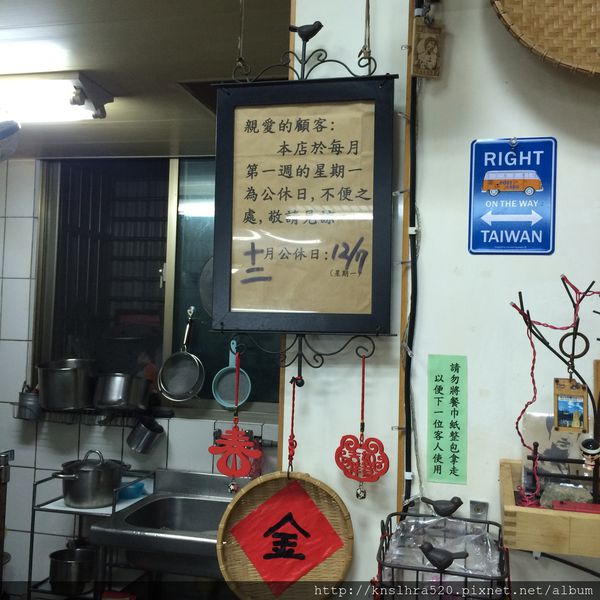 親愛的顧客:
本店於每月
第一週的星期一
為公休日,不便之
處,敬請見諒
十二月公休日:12/7
(星期一)
RIGHT
ON THE WAY
TAIWAN
請勿將餐巾紙整包拿走
以便下一位客人使用
春
金
http://knslhra520.pixnet.net/album